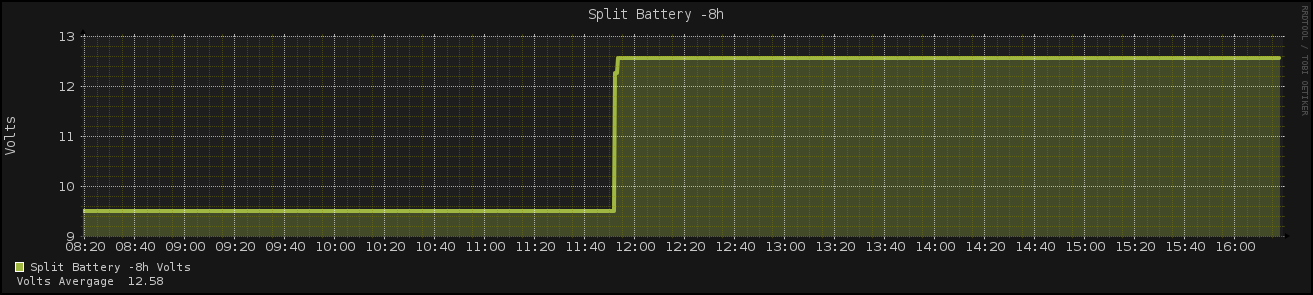 Split Battery -8h
RRDTOOL / TOBI OETIKER
Volts
13
12
11
10
9
08:20 08:40 09:00 09:20 09:40 10:00 10:20 10:40 11:00 11:20 11:40 12:00 12:20 12:40 13:00 13:20 13:40 14:00 14:20 14:40 15:00 15:20 15:40 16:00
Split Battery -8h Volts
Volts Avergage 12.58